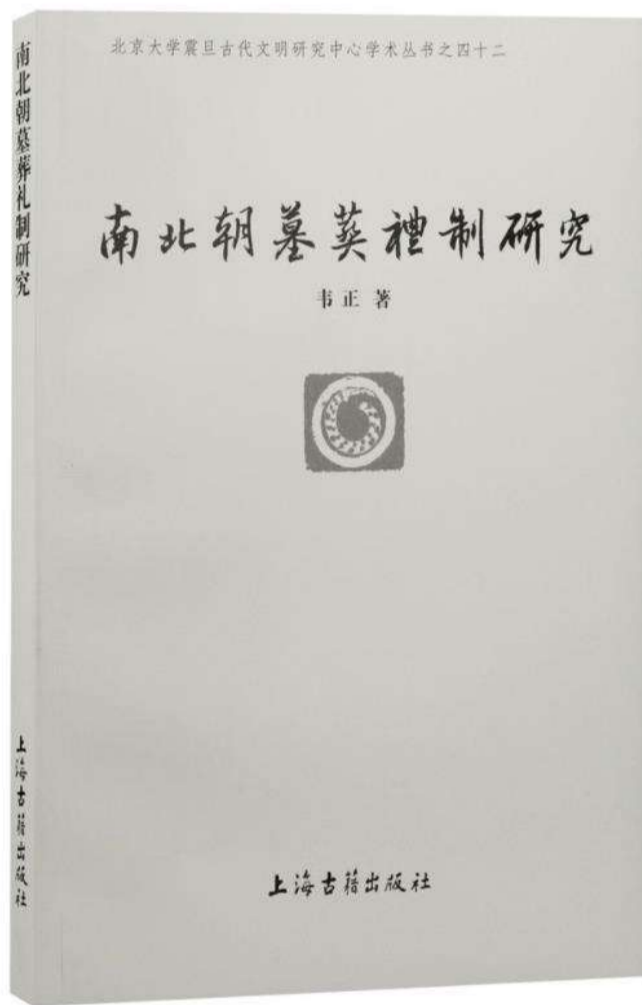 北京大学震旦古代文明研究中心学术丛书之四十二
南北朝墓葬禮制研究
韦正 著
上海古籍出版社
南北朝墓葬礼制研究
上海古籍出版社